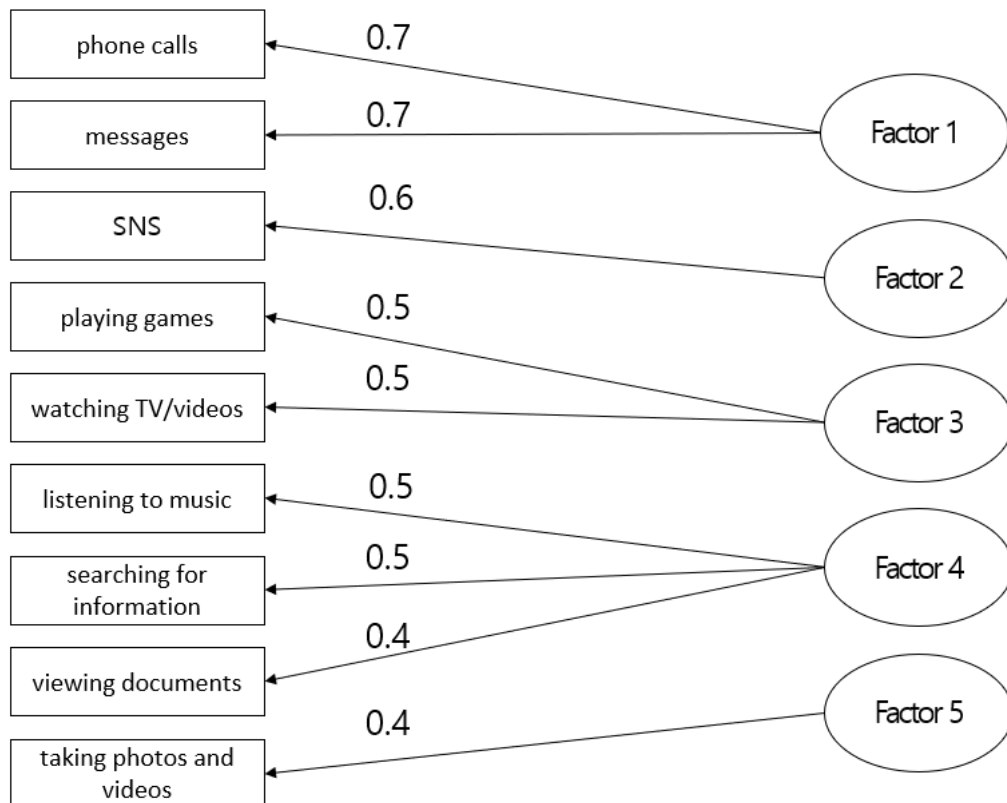 phone calls
0.7
messages
0.7
Factor 1
SNS
0.6
Factor 2
playing games
0.5
watching TV/videos
0.5
Factor 3
listening to music
0.5
searching for
information
0.5
Factor 4
viewing documents
0.4
taking photos and
videos
0.4
Factor 5